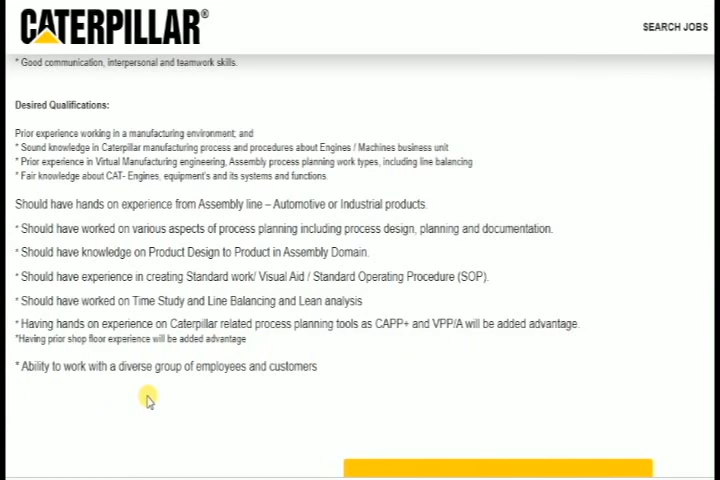 CATERPILLAR®
SEARCH JOBS
* Good communication, interpersonal and teamwork skills.
Desired Qualifications:
Prior experience working in a manufacturing environment; and
* Sound knowledge in Caterpillar manufacturing process and procedures about Engines / Machines business unit
* Prior experience in Virtual Manufacturing engineering, Assembly process planning work types, including line balancing
* Fair knowledge about CAT- Engines, equipment's and its systems and functions.
Should have hands on experience from Assembly line – Automotive or Industrial products.
* Should have worked on various aspects of process planning including process design, planning and documentation.
* Should have knowledge on Product Design to Product in Assembly Domain.
* Should have experience in creating Standard work/ Visual Aid / Standard Operating Procedure (SOP).
* Should have worked on Time Study and Line Balancing and Lean analysis
* Having hands on experience on Caterpillar related process planning tools as CAPP+ and VPP/A will be added advantage.
*Having prior shop floor experience will be added advantage
* Ability to work with a diverse group of employees and customers